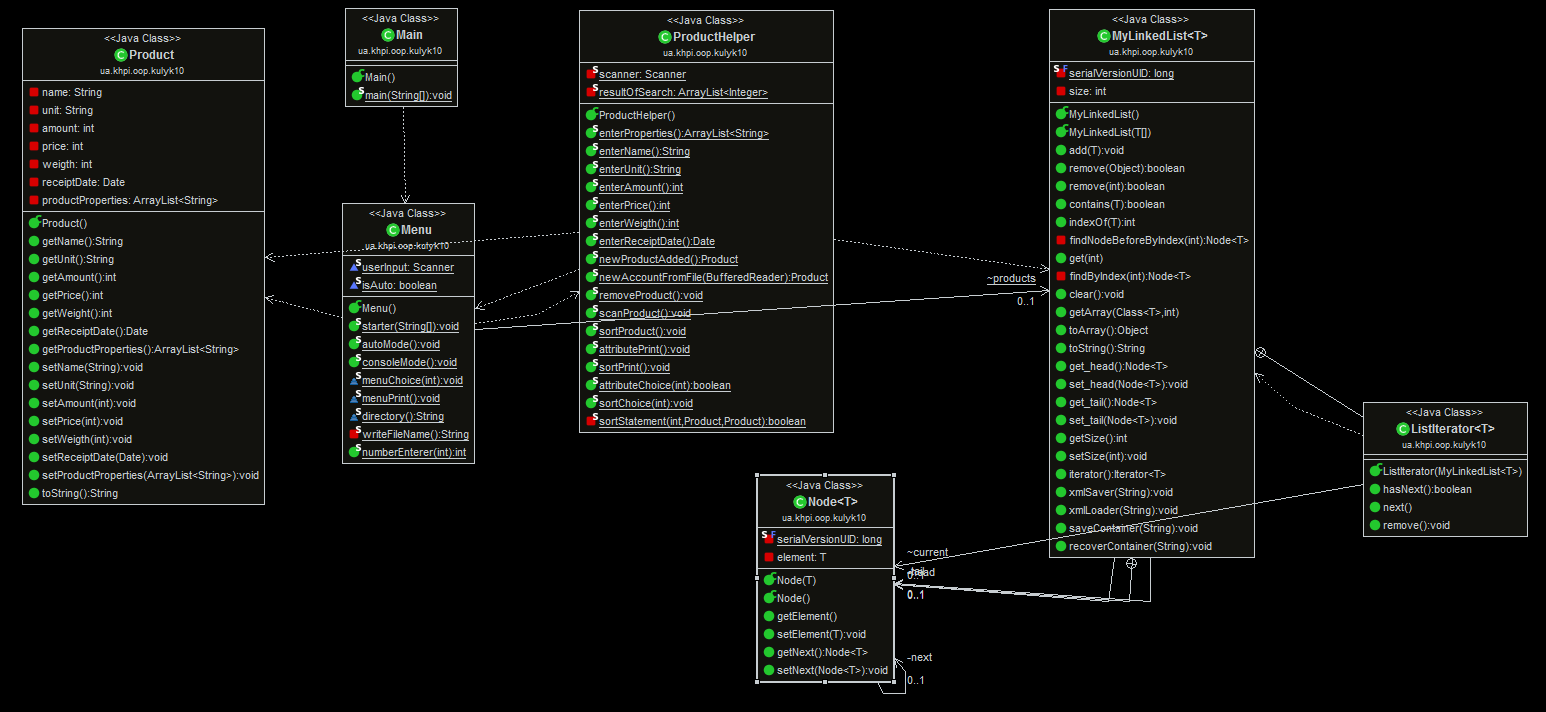 <<Java Class>>
Product
ua.khpi.oop.kulyk10
name: String
unit: String
amount: int
price: int
weigth: int
receiptDate: Date
productProperties: ArrayList<String>
Product()
getName():String
getUnit():String
getAmount():int
getPrice():int
getWeight():int
getReceiptDate():Date
getProductProperties():ArrayList<String>
setName(String):void
setUnit(String):void
setAmount(int):void
setPrice(int):void
setWeigth(int):void
setReceiptDate(Date):void
setProductProperties(ArrayList<String>):void
toString():String
<<Java Class>>
Main
ua.khpi.oop.kulyk10
Main()
main(String[]):void
<<Java Class>>
Menu
ua.khpi.oop.kulyk10
userInput: Scanner
isAuto: boolean
Menu()
starter(String[]):void
autoMode():void
consoleMode():void
menuChoice(int):void
menuPrint():void
directory():String
writeFileName():String
numberEnterer(int):int
<<Java Class>>
ProductHelper
ua.khpi.oop.kulyk10
scanner: Scanner
resultOfSearch: ArrayList<Integer>
ProductHelper()
enterProperties():ArrayList<String>
enterName():String
enterUnit():String
enterAmount():int
enterPrice():int
enterWeigth():int
enterReceiptDate():Date
newProductAdded():Product
newAccountFromFile(BufferedReader):Product
removeProduct():void
scanProduct():void
sortProduct():void
attributePrint():void
sortPrint():void
attributeChoice(int):boolean
sortChoice(int):void
sortStatement(int,Product,Product):boolean
~products
0..1
<<Java Class>>
MyLinkedList<T>
ua.khpi.oop.kulyk10
serialVersionUID: long
size: int
MyLinkedList()
MyLinkedList(T[])
add(T):void
remove(Object):boolean
remove(int):boolean
contains(T):boolean
indexOf(T):int
findNodeBeforeByIndex(int):Node<T>
get(int)
findByIndex(int):Node<T>
clear():void
getArray(Class<T>,int)
toArray():Object
toString():String
get_head():Node<T>
set_head(Node<T>):void
get_tail():Node<T>
set_tail(Node<T>):void
getSize():int
setSize(int):void
iterator():Iterator<T>
xmlSaver(String):void
xmlLoader(String):void
saveContainer(String):void
recoverContainer(String):void
<<Java Class>>
ListIterator<T>
ua.khpi.oop.kulyk10
ListIterator(MyLinkedList<T>)
hasNext():boolean
next()
remove():void
<<Java Class>>
Node<T>
ua.khpi.oop.kulyk10
serialVersionUID: long
element: T
Node(T)
Node()
getElement()
setElement(T):void
getNext():Node<T>
setNext(Node<T>):void
~current
0..1
0..1
-next
0..1